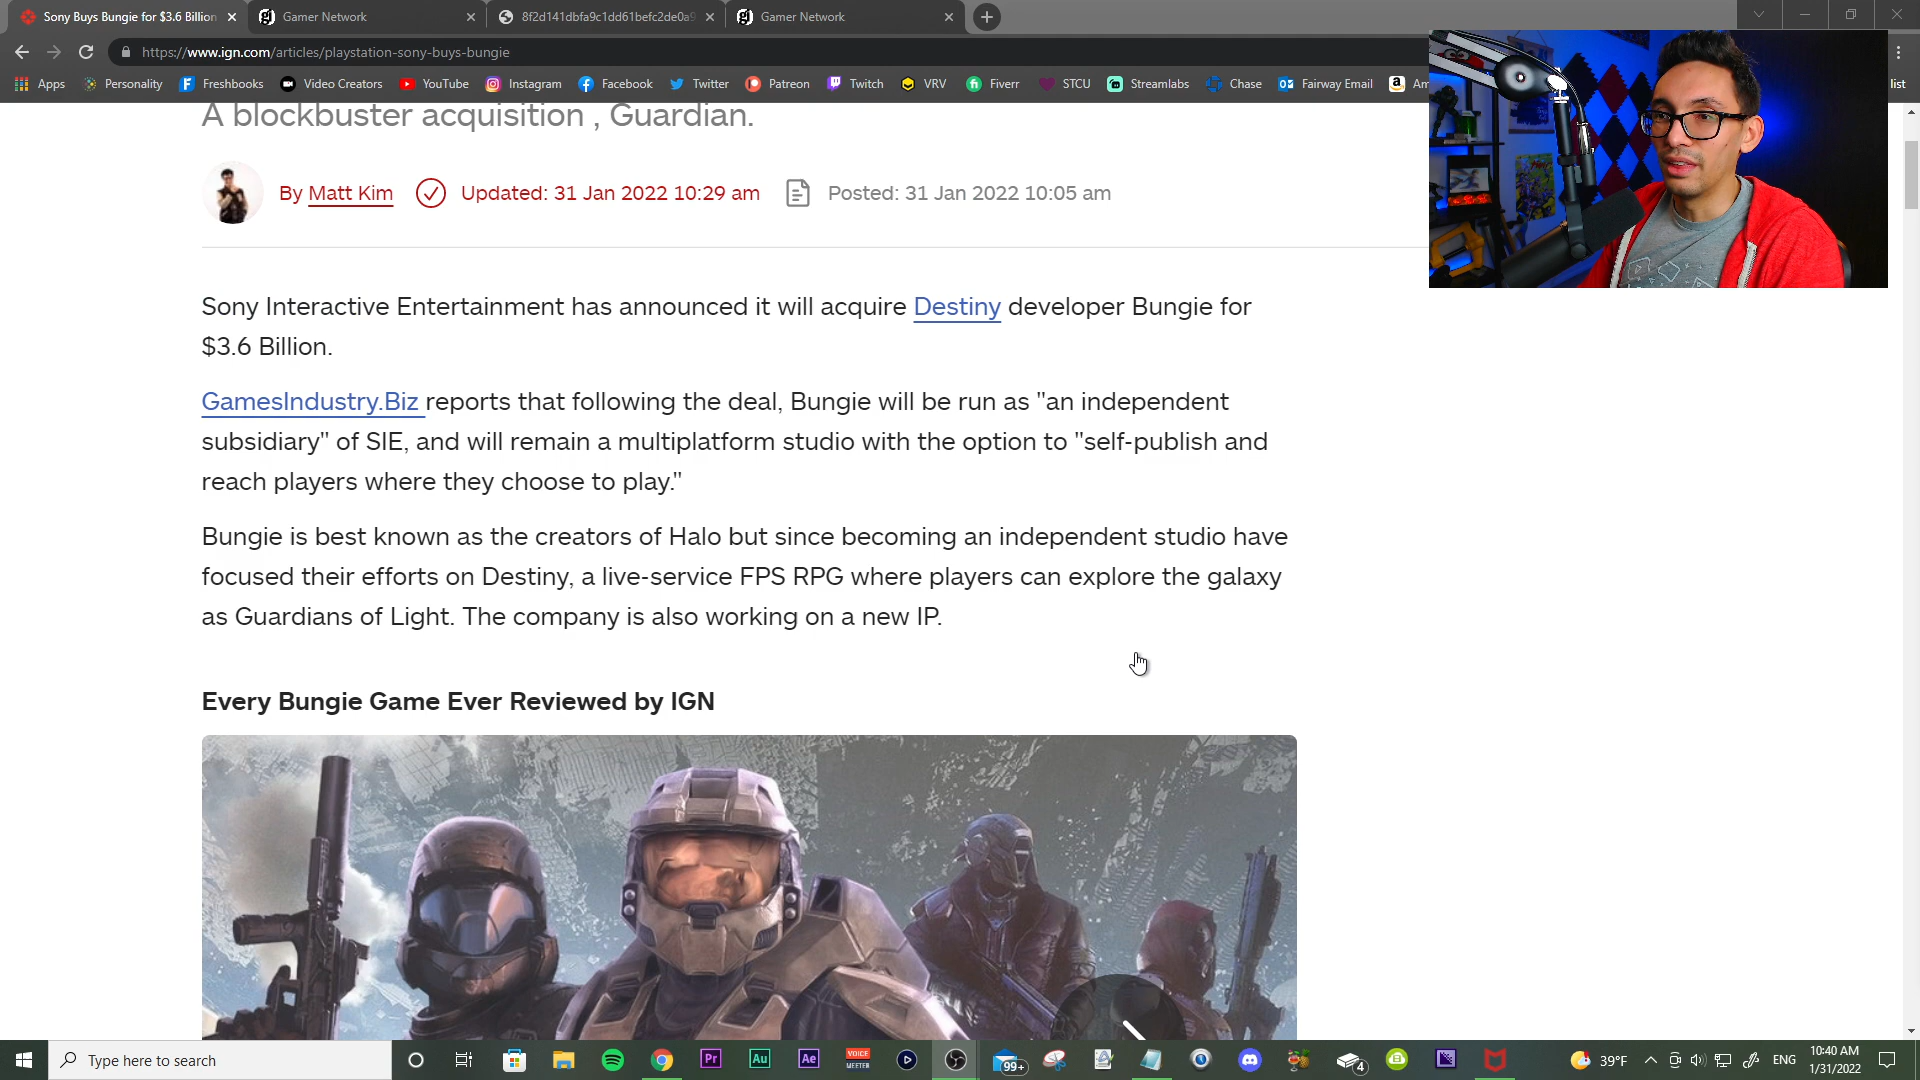 Sony Buys Bungie for $3.6 Billion
Gamer Network
8f2d141dbfa9c1dd61befc2de0a9
Gamer Network
https://www.ign.com/articles/playstation-sony-buys-bungie
Apps
Personality
Freshbooks
Video Creators
YouTube
Instagram
Facebook
Twitter
Patreon
Twitch
VRV
Fiverr
STCU
Streamlabs
Chase
Fairway Email
Am
list
A blockbuster acquisition , Guardian.
By Matt Kim
Updated: 31 Jan 2022 10:29 am
Posted: 31 Jan 2022 10:05 am
Sony Interactive Entertainment has announced it will acquire Destiny developer Bungie for
$3.6 Billion.
GamesIndustry.Biz reports that following the deal, Bungie will be run as "an independent
subsidiary" of SIE, and will remain a multiplatform studio with the option to "self-publish and
reach players where they choose to play."
Bungie is best known as the creators of Halo but since becoming an independent studio have
focused their efforts on Destiny, a live-service FPS RPG where players can explore the galaxy
as Guardians of Light. The company is also working on a new IP.
Every Bungie Game Ever Reviewed by IGN
Type here to search
Pr
Au
Ae
VOICE
MEETER
99+
4
39°F
ENG
10:40 AM
1/31/2022